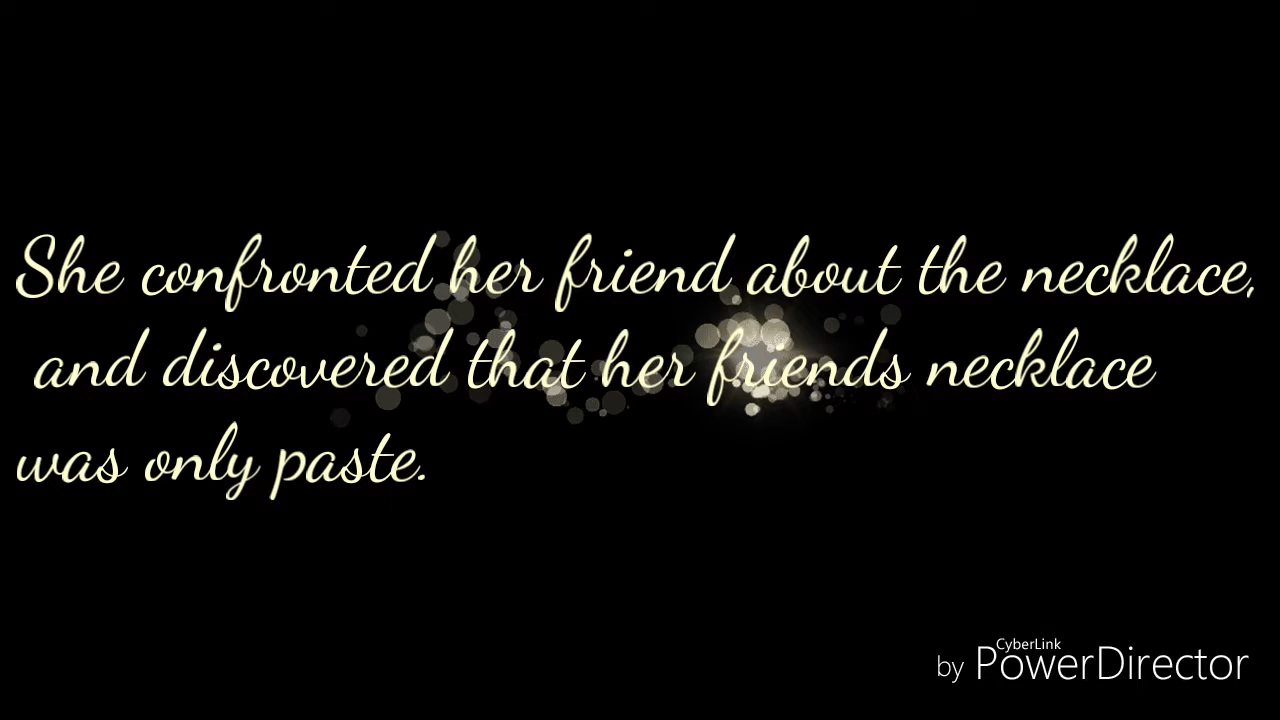 She confronted her friend about the necklace,
and discovered that her friends necklace
was only paste.
CyberLink
by PowerDirector